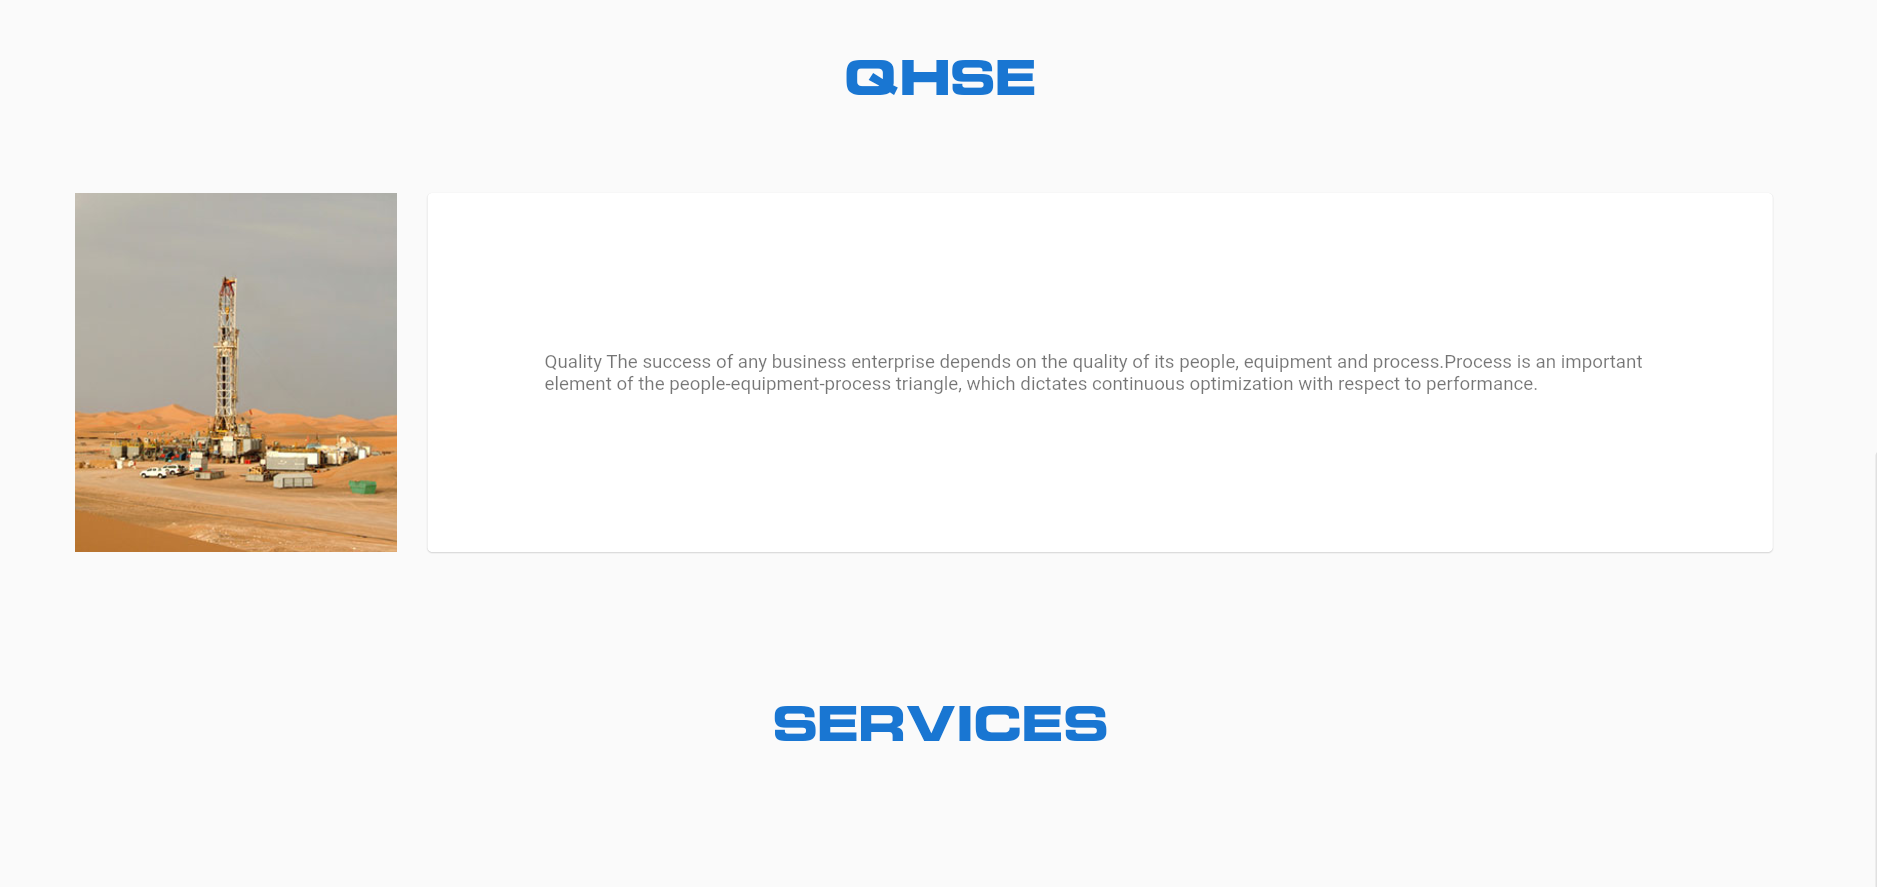 QHSE
Quality The success of any business enterprise depends on the quality of its people, equipment and process.Process is an important
element of the people-equipment-process triangle, which dictates continuous optimization with respect to performance.
SERVICES